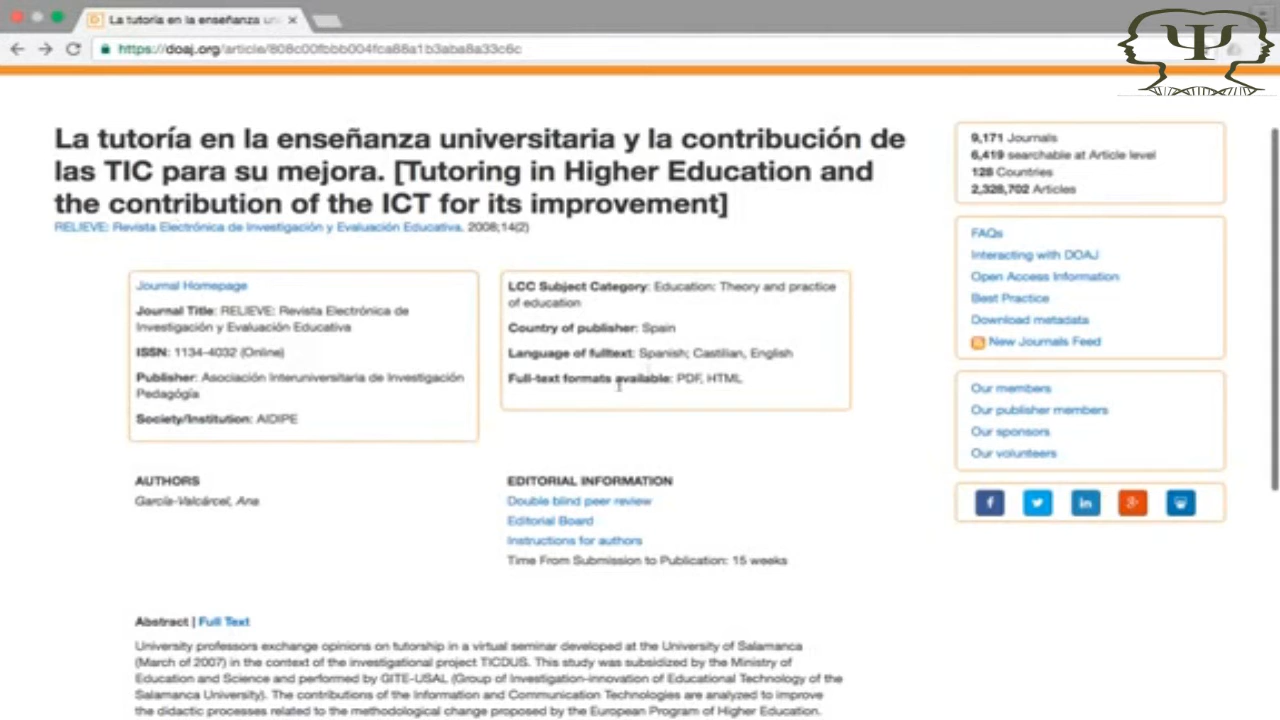 La tutoría en la enseñanza uni
https://doaj.org/article/808c00fbbb004fca88a1b3aba8a33c6c
Ψ
La tutoría en la enseñanza universitaria y la contribución de
las TIC para su mejora. [Tutoring in Higher Education and
the contribution of the ICT for its improvement]
RELIEVE: Revista Electrónica de Investigación y Evaluación Educativa. 2008;14(2)
Journal Homepage
Journal Title: RELIEVE: Revista Electrónica de
Investigación y Evaluación Educativa
ISSN: 1134-4032 (Online)
Publisher: Asociación Interuniversitaria de Investigación
Pedagógía
Society/Institution: AIDIPE
LCC Subject Category: Education: Theory and practice
of education
Country of publisher: Spain
Language of fulltext: Spanish; Castilian, English
Full-text formats available: PDF, HTML
AUTHORS
García-Valcárcel, Ana
EDITORIAL INFORMATION
Double blind peer review
Editorial Board
Instructions for authors
Time From Submission to Publication: 15 weeks
Abstract | Full Text
University professors exchange opinions on tutorship in a virtual seminar developed at the University of Salamanca
(March of 2007) in the context of the investigational project TICDUS. This study was subsidized by the Ministry of
Education and Science and performed by GITE-USAL (Group of Investigation-innovation of Educational Technology of the
Salamanca University). The contributions of the Information and Communication Technologies are analyzed to improve
the didactic processes related to the methodological change proposed by the European Program of Higher Education.
9,171 Journals
6,419 searchable at Article level
128 Countries
2,328,702 Articles
FAQs
Interacting with DOAJ
Open Access Information
Best Practice
Download metadata
New Journals Feed
Our members
Our publisher members
Our sponsors
Our volunteers